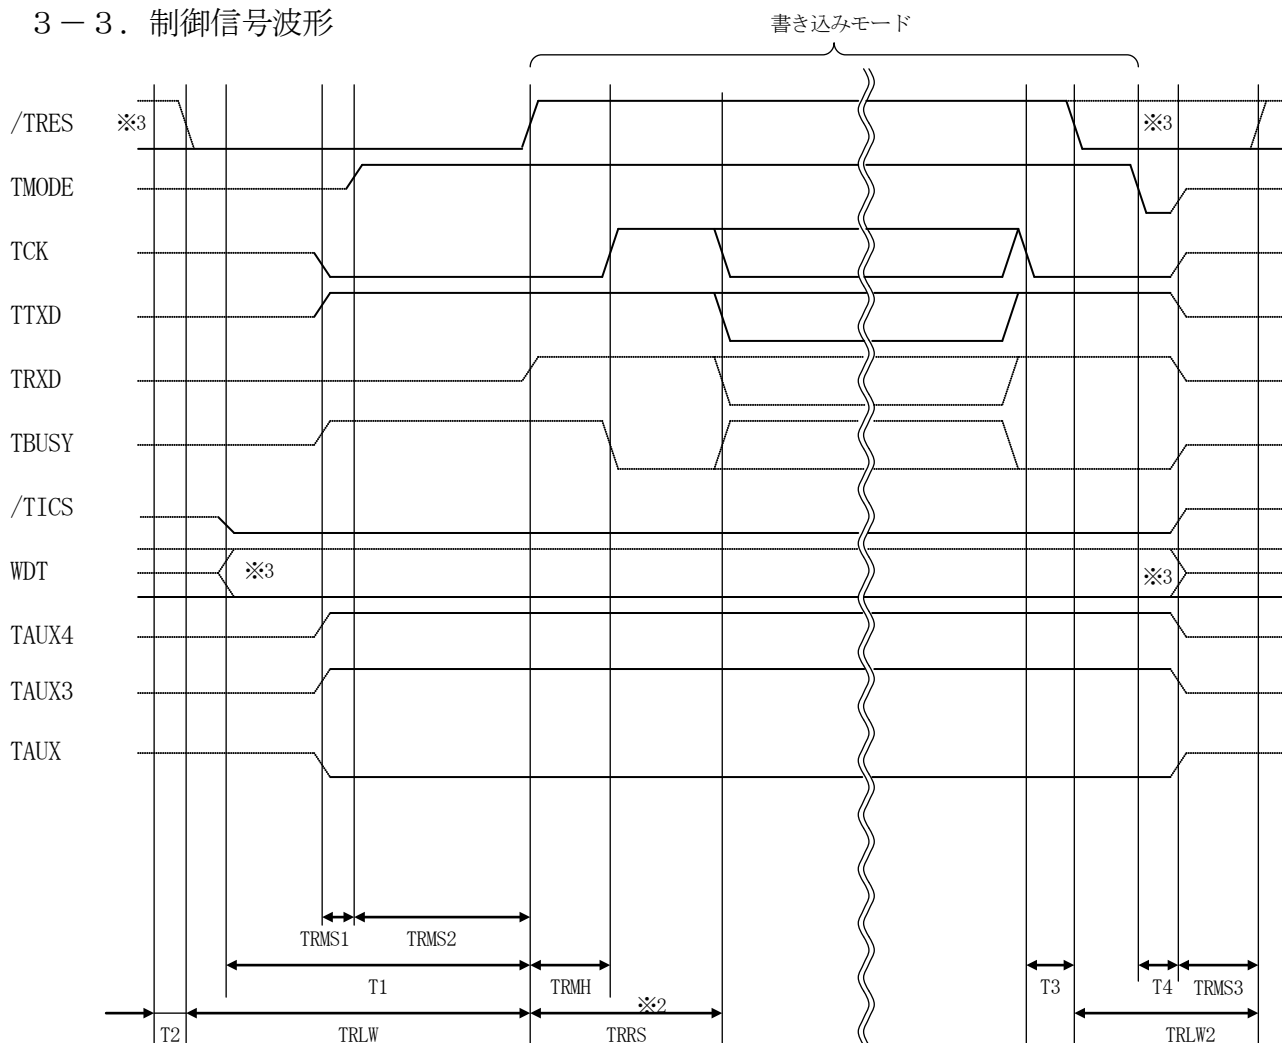 ３－３．制御信号波形
書き込みモード
/TRES ※3 ※3
TMODE
TCK
TTXD
TRXD
TBUSY
/TICS
WDT ※3 ※3
TAUX4
TAUX3
TAUX
TRMS1 TRMS2
T1 TRMH T3 T4 TRMS3
※2
T2 TRLW TRRS TRLW2